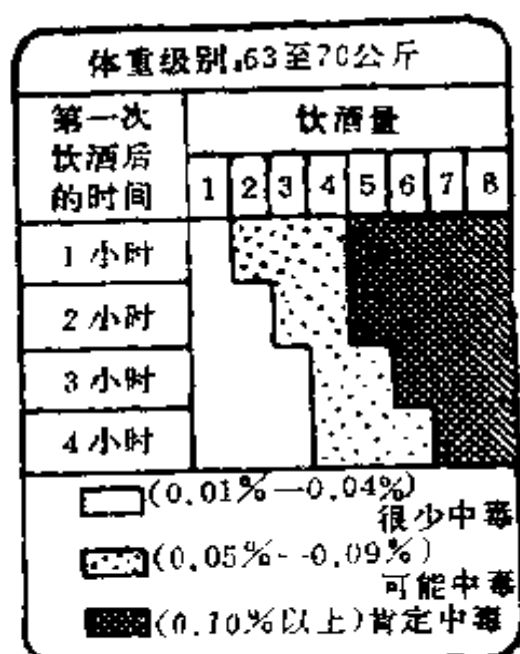 体重级别:63至70公斤
第一次饮酒后的时间 饮酒量
1 2 3 4 5 6 7 8
1 小时
2 小时
3 小时
4 小时
(0.01%—0.04%)
很少中毒
(0.05%--0.09%)
可能中毒
(0.10%以上)肯定中毒